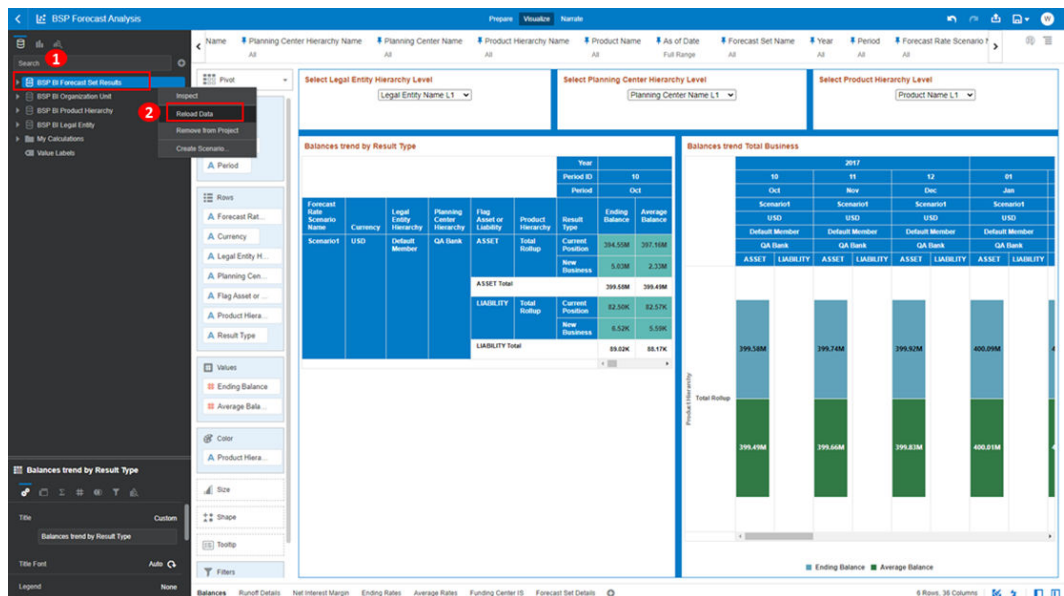 BSP Forecast Analysis
Prepare Visualize Narrate
W
Search
1
BSP BI Forecast Set Results
BSP BI Organization Unit
BSP BI Product Hierarchy
BSP BI Legal Entity
My Calculations
Value Labels
Inspect
2
Reload Data
Remove from Project
Create Scenario...
Name Planning Center Hierarchy Name Planning Center Name Product Hierarchy Name Product Name As of Date Forecast Set Name Year Period Forecast Rate Scenario
All All All All All Full Range All All All All
Pivot
A Period
Rows
A Forecast Rat...
A Currency
A Legal Entity H...
A Planning Cen...
A Flag Asset or ...
A Product Hiera...
A Result Type
Values
Ending Balance
Average Bala...
Color
A Product Hiera...
Size
Shape
Tooltip
Filters
Select Legal Entity Hierarchy Level
Legal Entity Name L1
Select Planning Center Hierarchy Level
Planning Center Name L1
Select Product Hierarchy Level
Product Name L1
Balances trend by Result Type
Year
Period ID 10
Period Oct
Forecast Rate Scenario Name Currency Legal Entity Hierarchy Planning Center Hierarchy Flag Asset or Liability Product Hierarchy Result Type Ending Balance Average Balance
Scenario1 USD Default Member QA Bank ASSET Total Rollup Current Position 394.55M 397.16M
New Business 5.03M 2.33M
ASSET Total 399.58M 399.49M
LIABILITY Total Rollup Current Position 82.50K 82.57K
New Business 6.52K 5.59K
LIABILITY Total 89.02K 88.17K
Balances trend Total Business
2017
10 11 12 01
Oct Nov Dec Jan
Scenario1 Scenario1 Scenario1 Scenario1
USD USD USD USD
Default Member Default Member Default Member Default Member
QA Bank QA Bank QA Bank QA Bank
ASSET LIABILITY ASSET LIABILITY ASSET LIABILITY ASSET LIABILITY
399.58M 399.74M 399.92M 400.09M
Product Hierarchy
Total Rollup
399.49M 399.66M 399.83M 400.01M
Ending Balance Average Balance
Balances trend by Result Type
Title Custom
Balances trend by Result Type
Title Font Auto
Legend None
Balances Runoff Details Net Interest Margin Ending Rates Average Rates Funding Center IS Forecast Set Details
6 Rows, 36 Columns